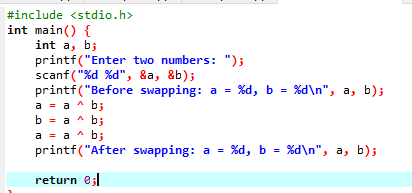 #include <stdio.h>
int main() {
    int a, b;
    printf("Enter two numbers: ");
    scanf("%d %d", &a, &b);
    printf("Before swapping: a = %d, b = %d\n", a, b);
    a = a ^ b;
    b = a ^ b;
    a = a ^ b;
    printf("After swapping: a = %d, b = %d\n", a, b);
    return 0;